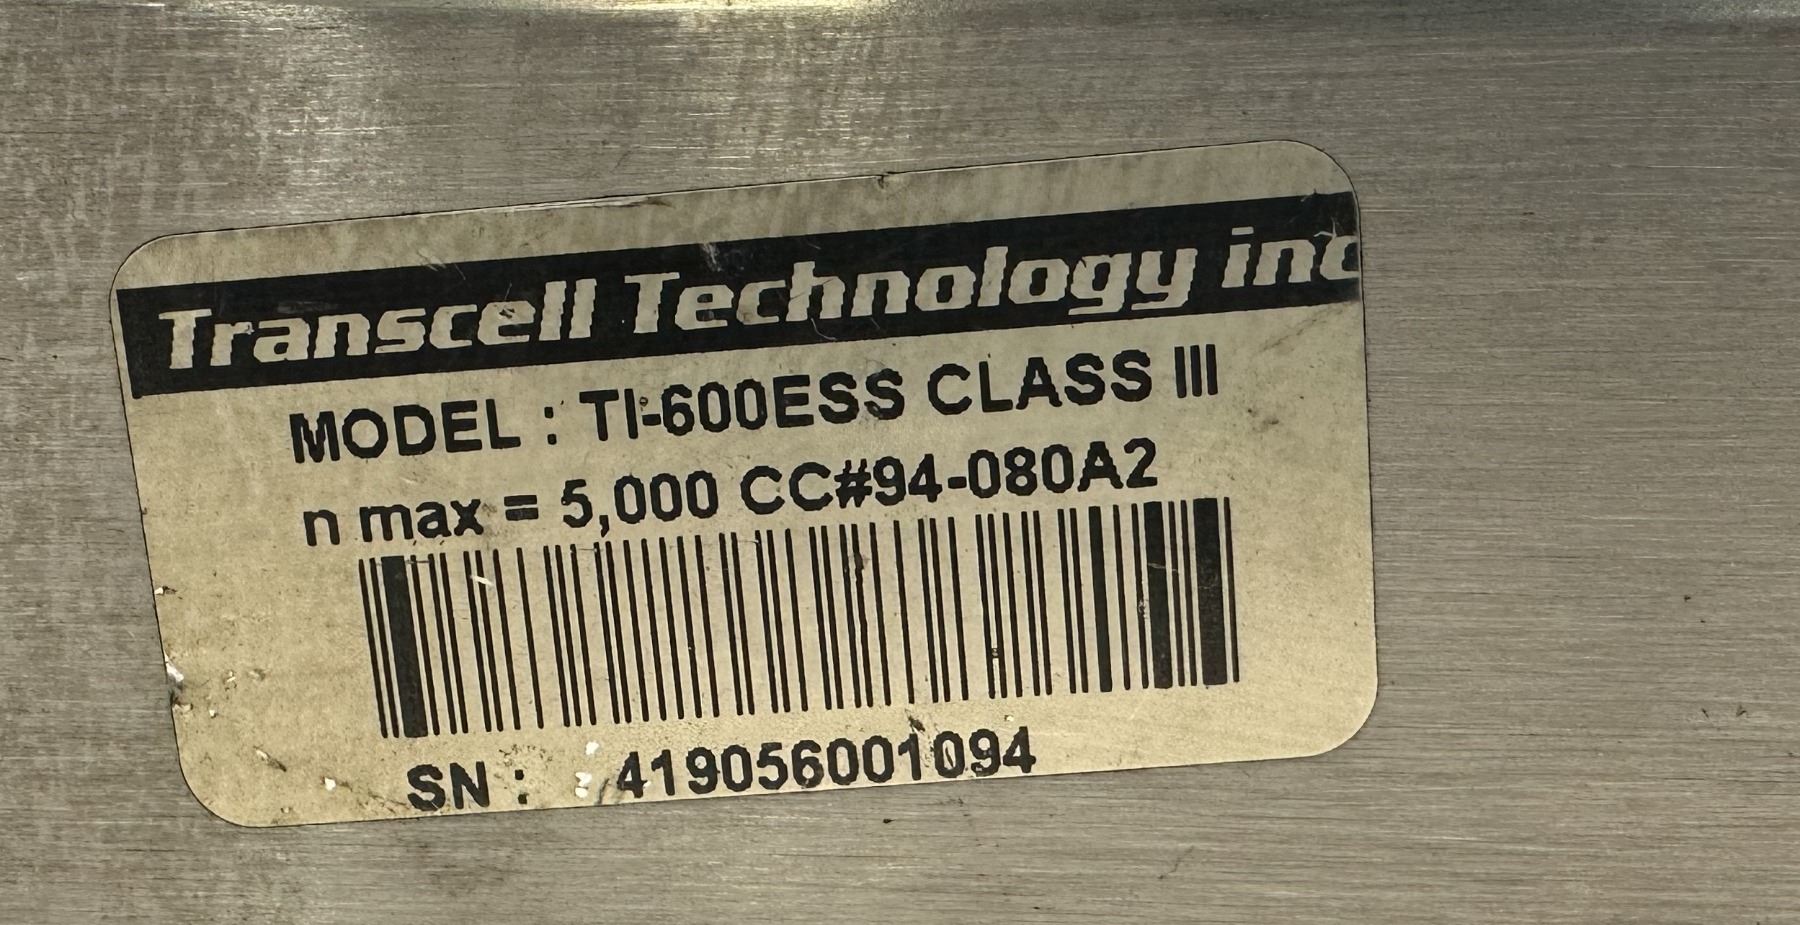 Transcell Technology inc
MODEL : TI-600ESS CLASS III
n max = 5,000 CC#94-080A2
SN : 419056001094